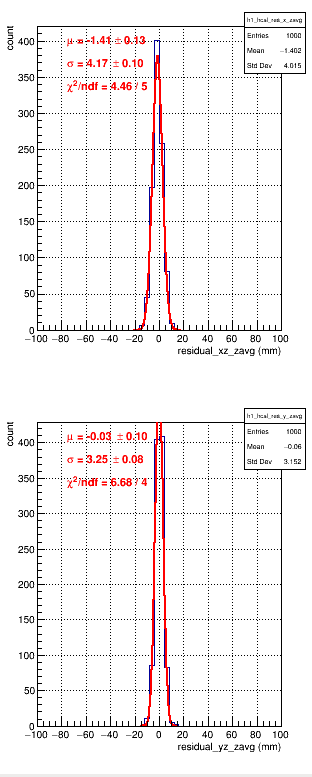 h1_hcal_res_x_zavg
Entries 1000
Mean −1.402
Std Dev 4.015
μ = -1.41 ± 0.13
σ = 4.17 ± 0.10
χ²/ndf = 4.46 / 5
count
400
350
300
250
200
150
100
50
0
−100 −80 −60 −40 −20 0 20 40 60 80 100
residual_xz_zavg (mm)
h1_hcal_res_y_zavg
Entries 1000
Mean −0.06
Std Dev 3.152
μ = -0.03 ± 0.10
σ = 3.25 ± 0.08
χ²/ndf = 6.68 / 4
count
400
350
300
250
200
150
100
50
0
−100 −80 −60 −40 −20 0 20 40 60 80 100
residual_yz_zavg (mm)